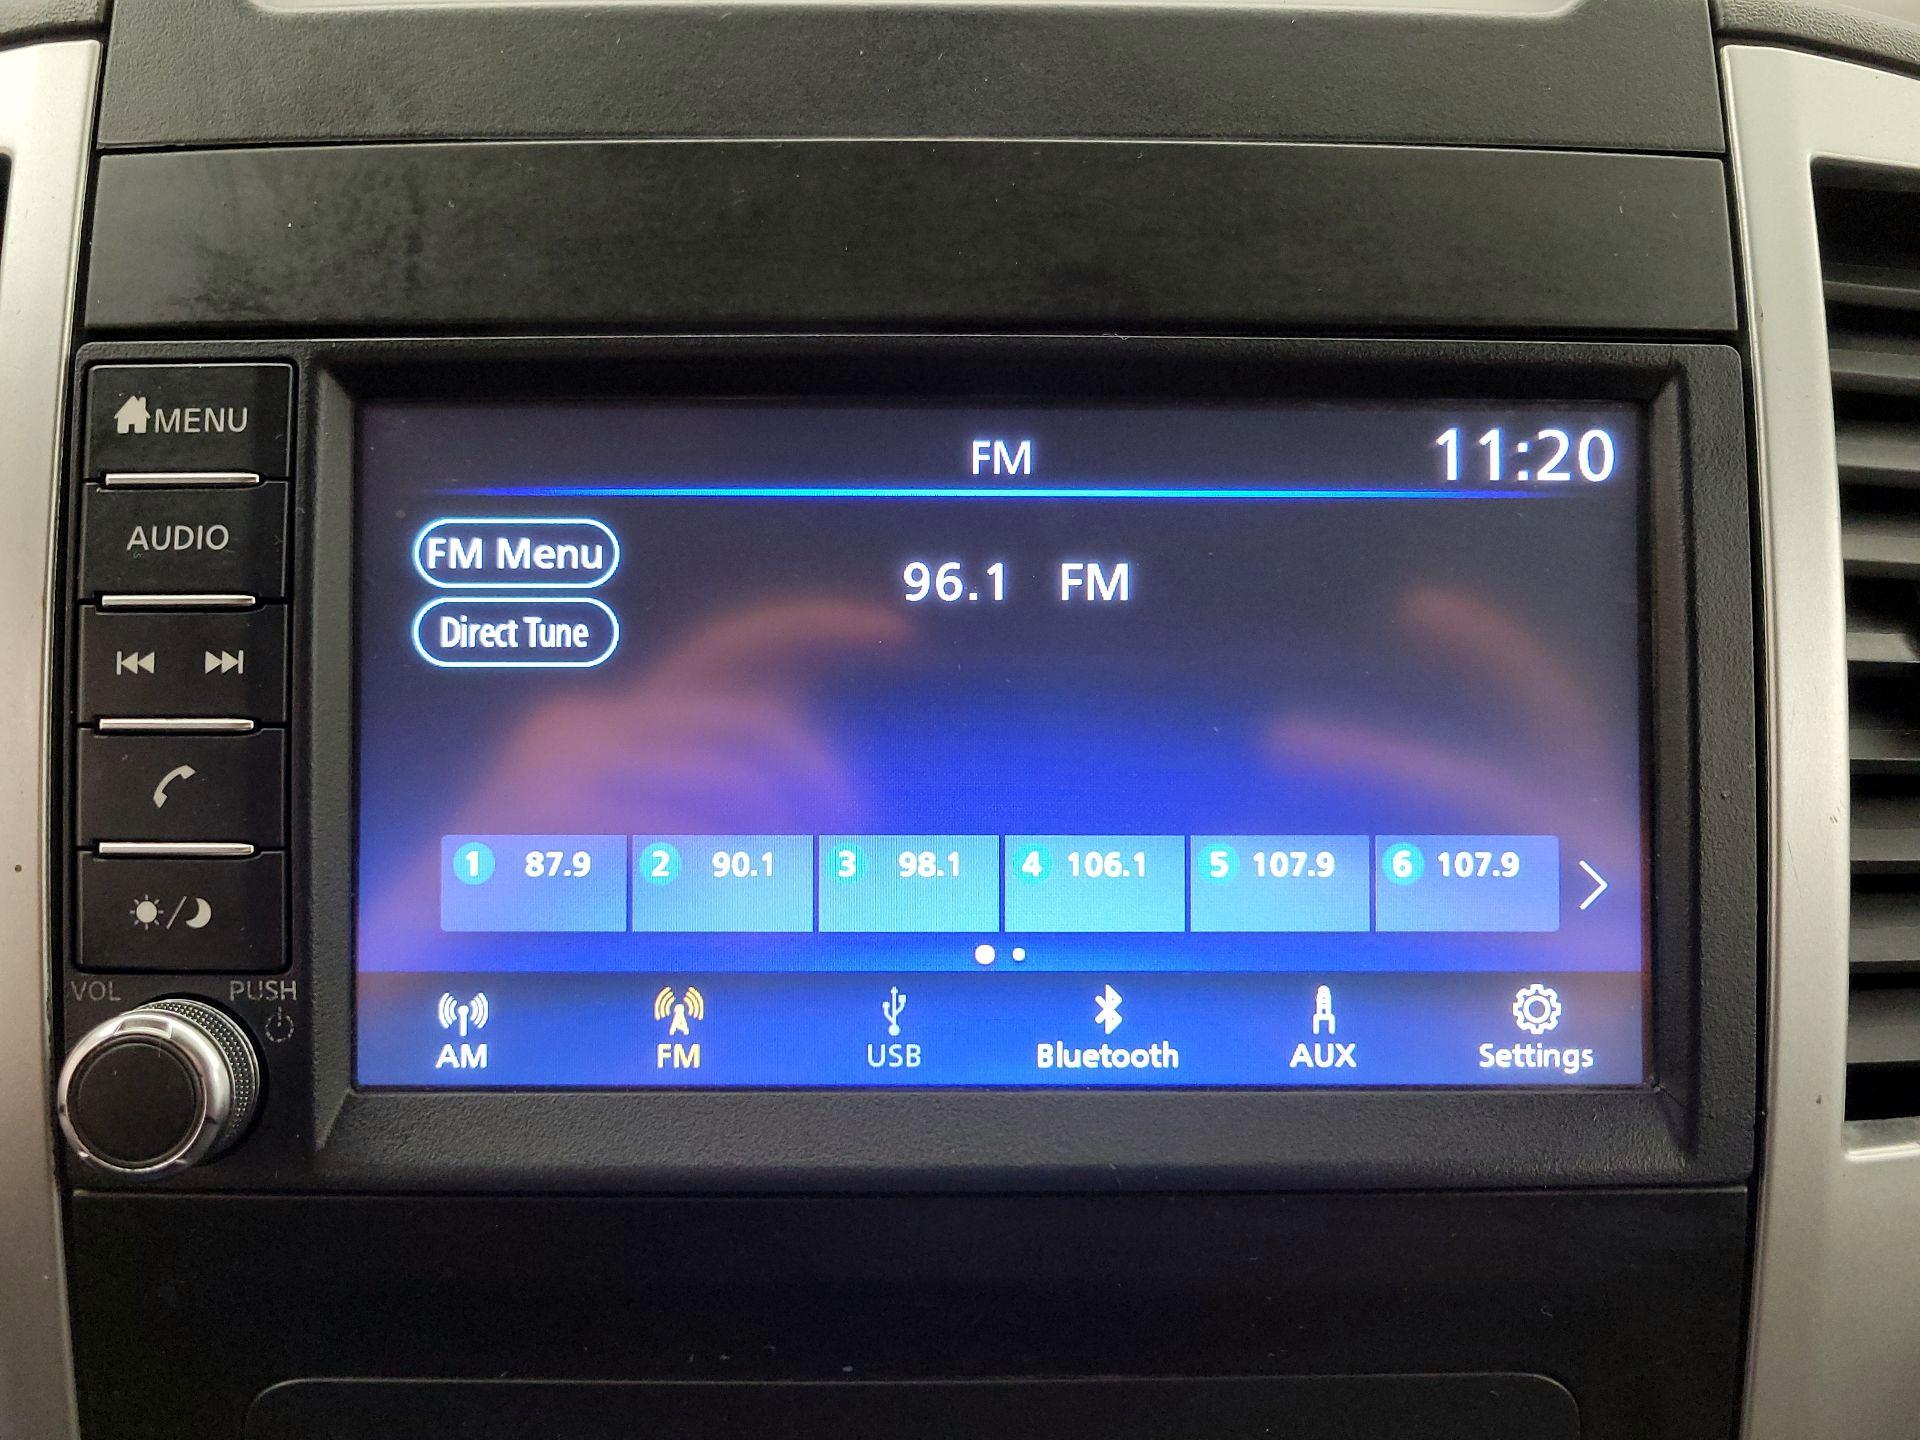 MENU
AUDIO
VOL PUSH
FM 11:20
FM Menu
96.1 FM
Direct Tune
1 87.9 2 90.1 3 98.1 4 106.1 5 107.9 6 107.9
AM FM USB Bluetooth AUX Settings